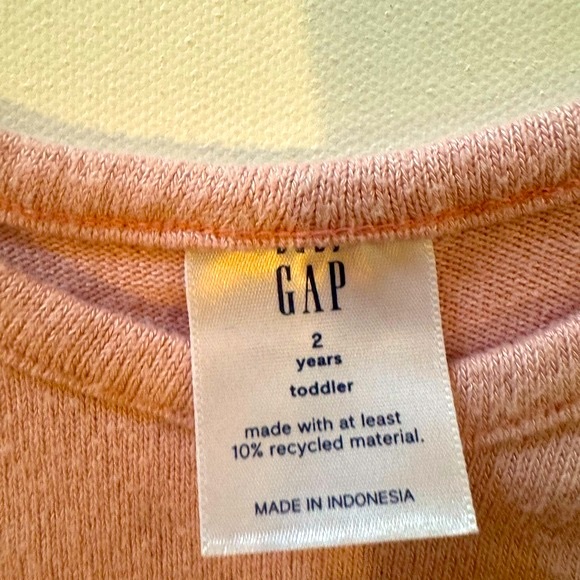 GAP
2
years
toddler
made with at least
10% recycled material.
MADE IN INDONESIA